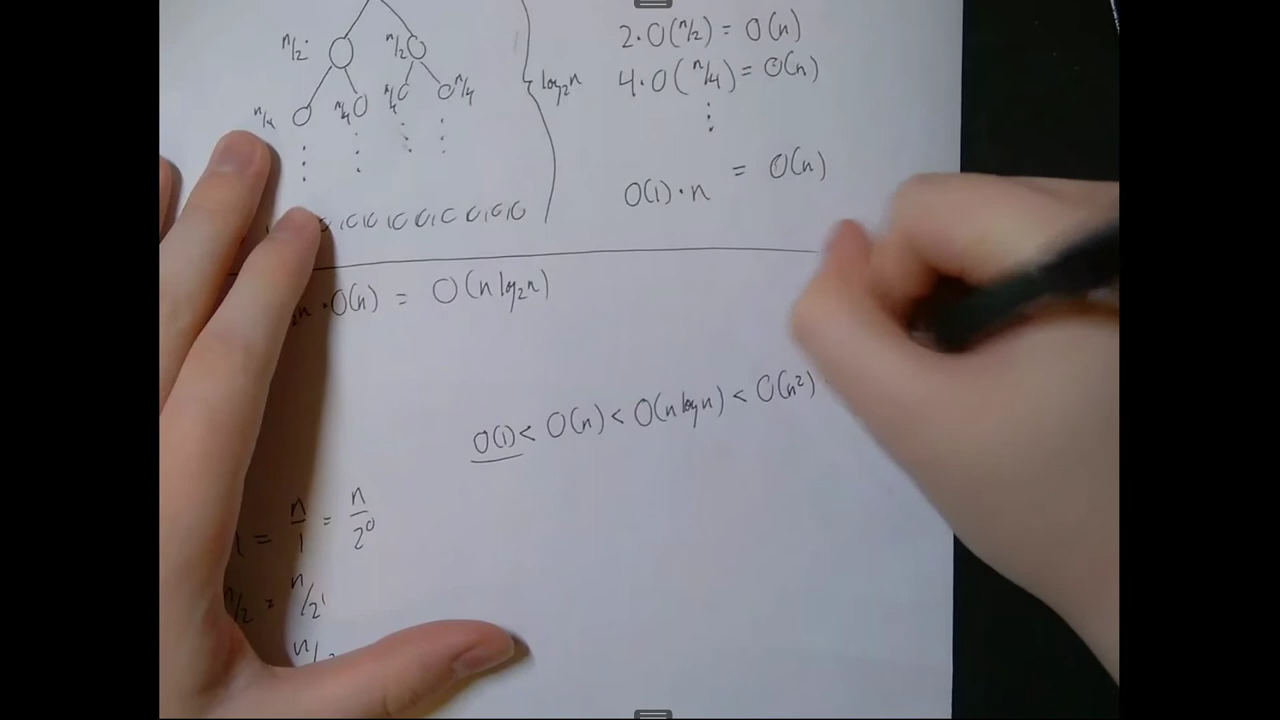 n/2 n/2
n/4 n/4 n/4 n/4
log₂n
2·O(n/2) = O(n)
4·O(n/4) = O(n)
⋮
O(1)·n = O(n)
·O(n) = O(n log₂n)
O(1) < O(n) < O(n log n) < O(n²)
= n/1 = n/2⁰
n/2 = n/2¹